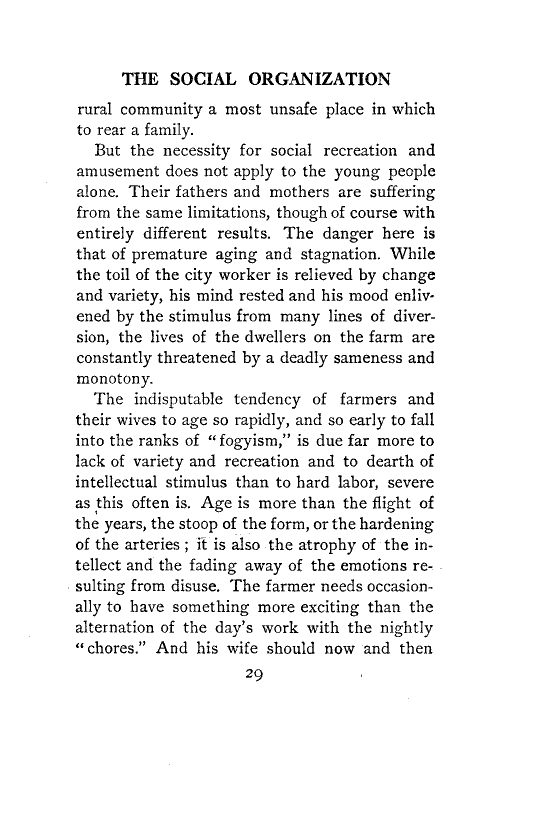 THE SOCIAL ORGANIZATION
rural community a most unsafe place in which
to rear a family.
But the necessity for social recreation and
amusement does not apply to the young people
alone. Their fathers and mothers are suffering
from the same limitations, though of course with
entirely different results. The danger here is
that of premature aging and stagnation. While
the toil of the city worker is relieved by change
and variety, his mind rested and his mood enliv-
ened by the stimulus from many lines of diver-
sion, the lives of the dwellers on the farm are
constantly threatened by a deadly sameness and
monotony.
The indisputable tendency of farmers and
their wives to age so rapidly, and so early to fall
into the ranks of "fogyism," is due far more to
lack of variety and recreation and to dearth of
intellectual stimulus than to hard labor, severe
as this often is. Age is more than the flight of
the years, the stoop of the form, or the hardening
of the arteries; it is also the atrophy of the in-
tellect and the fading away of the emotions re-
sulting from disuse. The farmer needs occasion-
ally to have something more exciting than the
alternation of the day's work with the nightly
"chores." And his wife should now and then
29